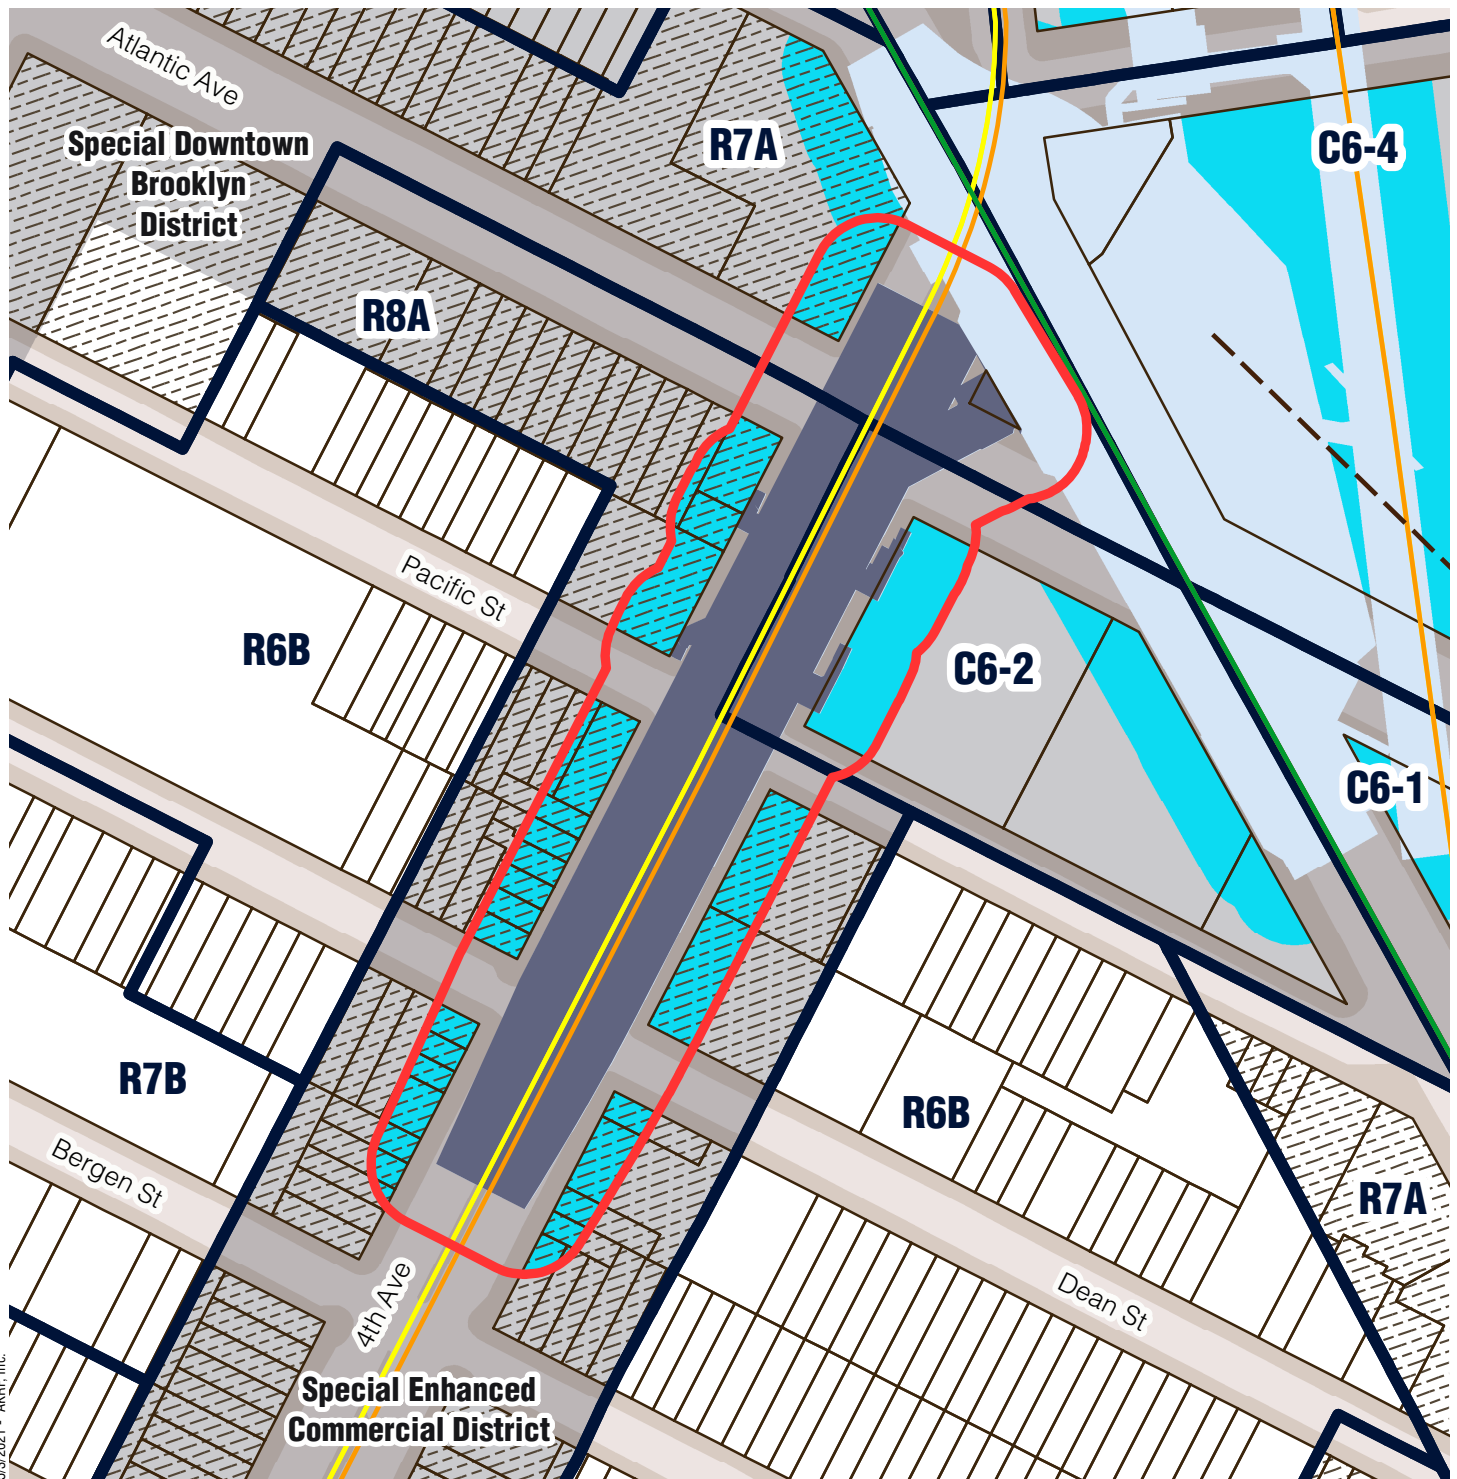 Atlantic Ave
Special Downtown
Brooklyn
District
R7A
C6-4
R8A
Pacific St
R6B
C6-2
C6-1
R7B
R6B
Bergen St
R7A
4th Ave
Dean St
Special Enhanced
Commercial District